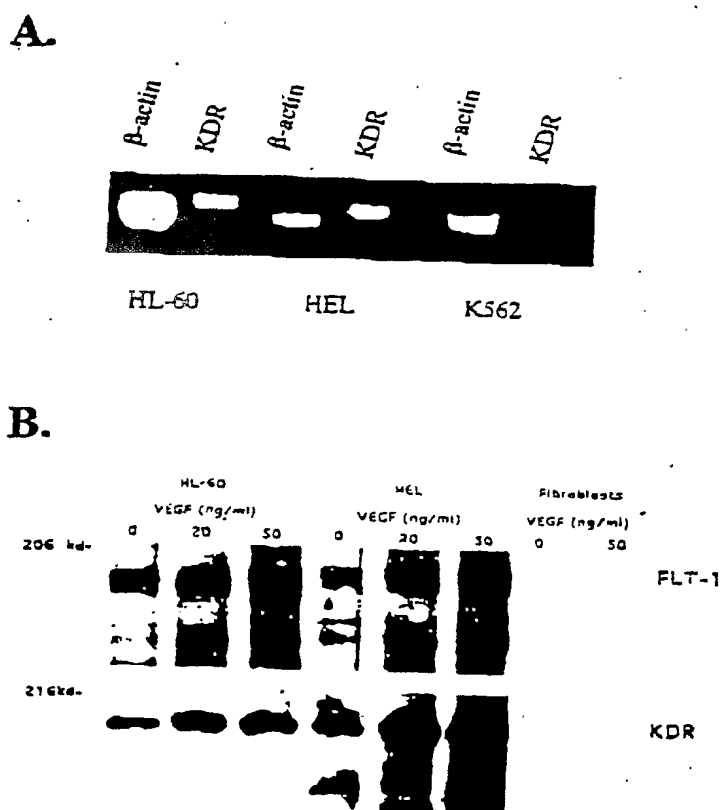 A.
β-actin KDR β-actin KDR β-actin KDR
HL-60 HEL K562
B.
HL-60 HEL Fibroblasts
VEGF (ng/ml) VEGF (ng/ml) VEGF (ng/ml)
0 20 50 0 20 50 0 50
206 kd-
FLT-1
216kd-
KDR